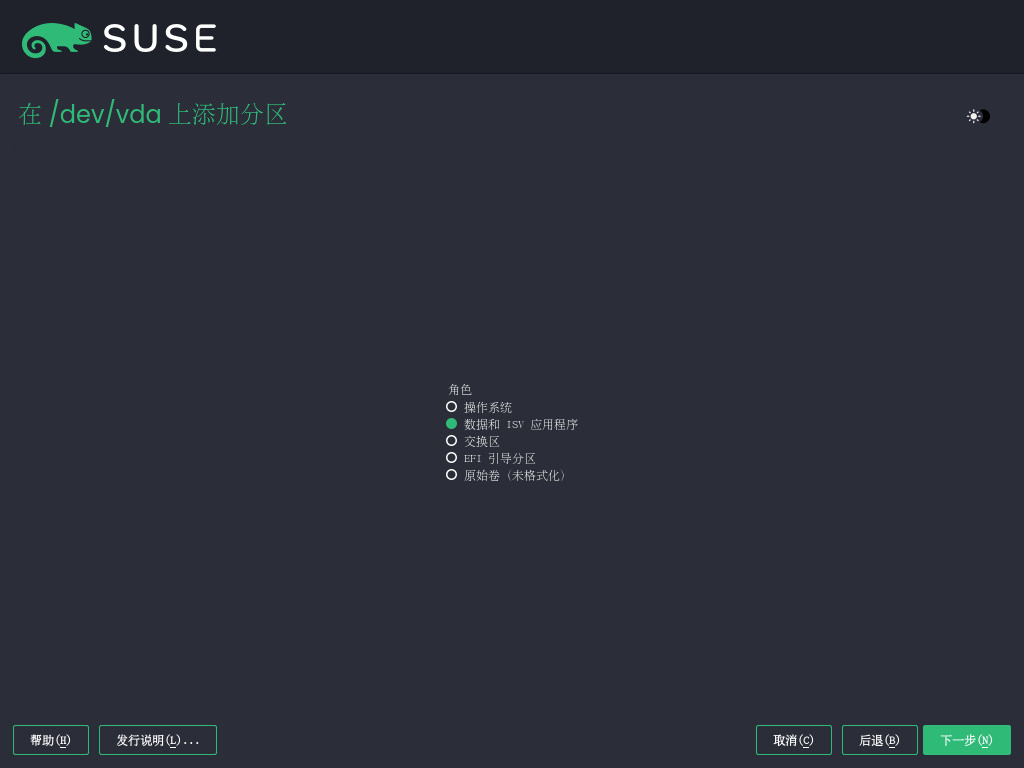 SUSE
在 /dev/vda 上添加分区
角色
操作系统
数据和 ISV 应用程序
交换区
EFI 引导分区
原始卷（未格式化）
帮助(H) 发行说明(L)... 取消(C) 后退(B) 下一步(N)